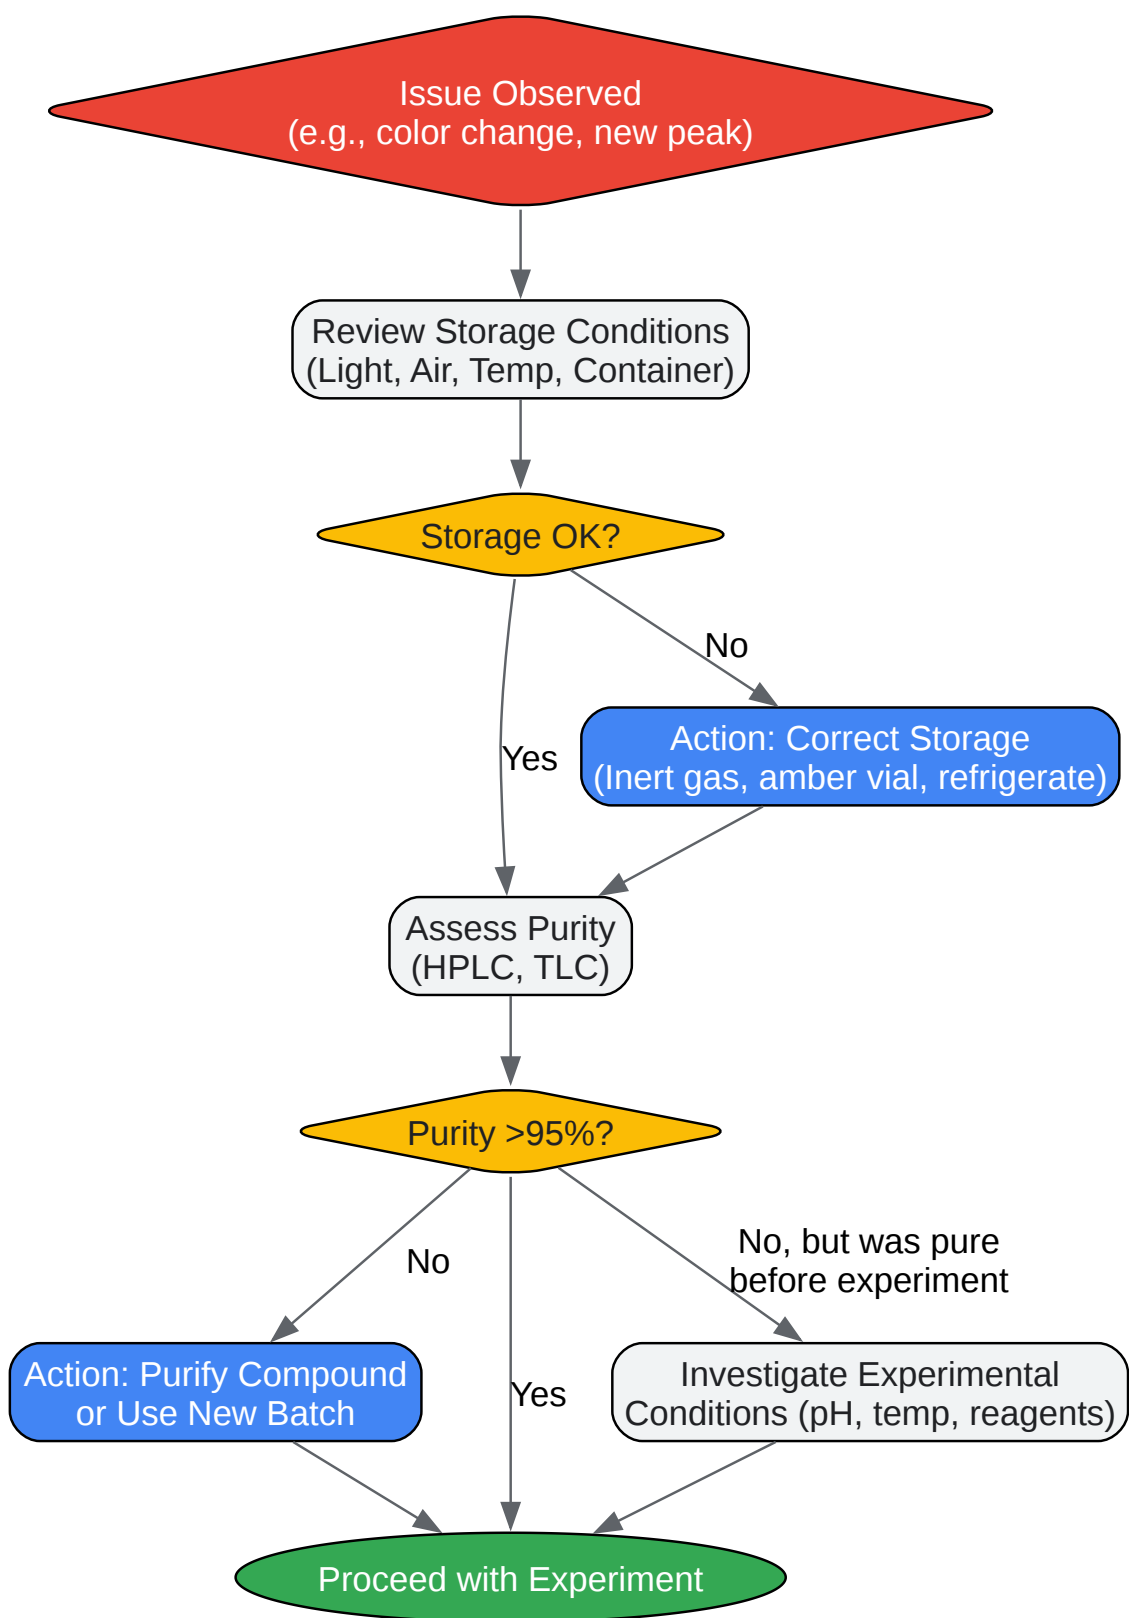 Issue Observed
(e.g., color change, new peak)
Review Storage Conditions
(Light, Air, Temp, Container)
Storage OK?
No
Action: Correct Storage
(Inert gas, amber vial, refrigerate)
Yes
Assess Purity
(HPLC, TLC)
Purity >95%?
No
No, but was pure
before experiment
Action: Purify Compound
or Use New Batch
Yes
Investigate Experimental
Conditions (pH, temp, reagents)
Proceed with Experiment